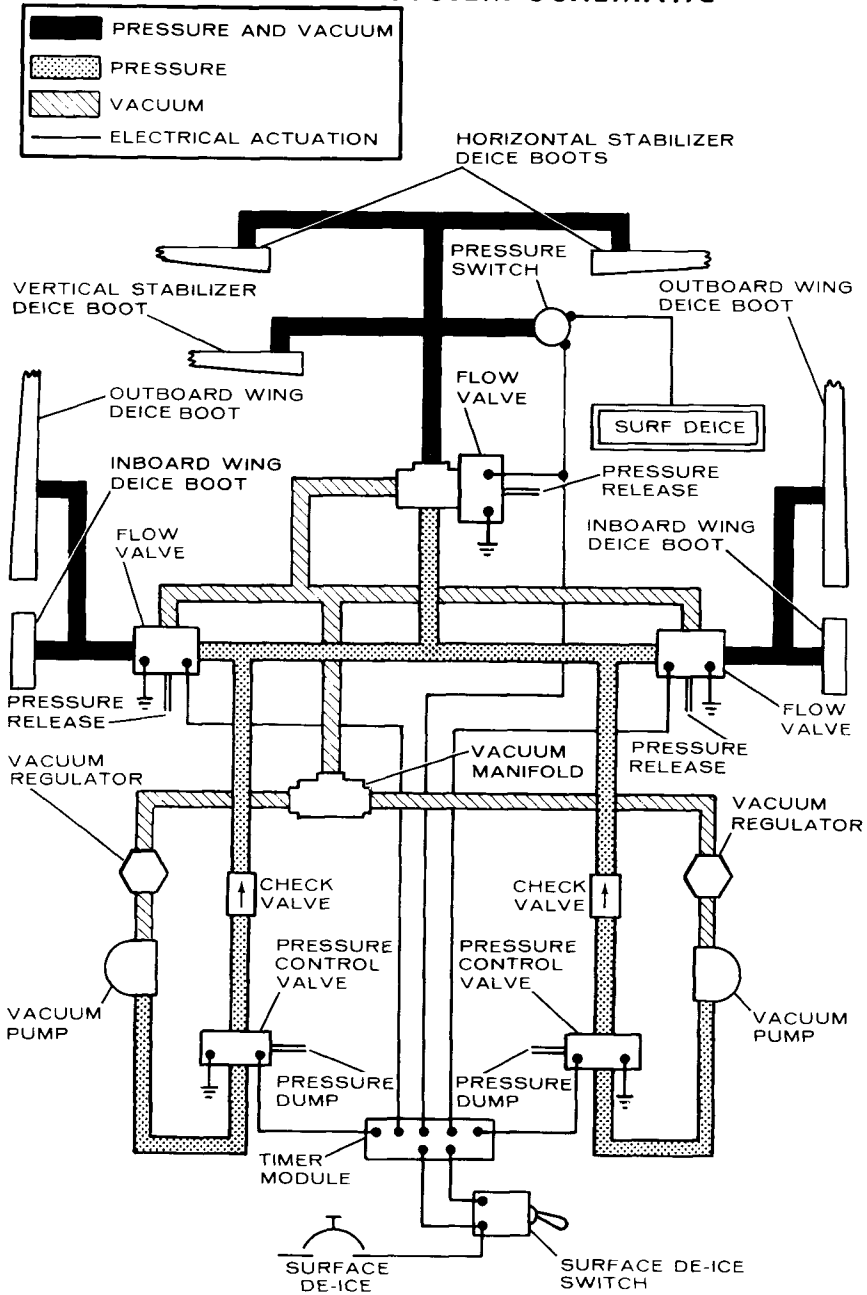 PRESSURE AND VACUUM
PRESSURE
VACUUM
ELECTRICAL ACTUATION
HORIZONTAL STABILIZER
DEICE BOOTS
PRESSURE
SWITCH
VERTICAL STABILIZER
DEICE BOOT
OUTBOARD WING
DEICE BOOT
OUTBOARD WING
DEICE BOOT
FLOW
VALVE
SURF DEICE
INBOARD WING
DEICE BOOT
PRESSURE
RELEASE
INBOARD WING
DEICE BOOT
FLOW
VALVE
PRESSURE
RELEASE
FLOW
VALVE
PRESSURE
RELEASE
VACUUM
REGULATOR
VACUUM
MANIFOLD
VACUUM
REGULATOR
CHECK
VALVE
CHECK
VALVE
PRESSURE
CONTROL
VALVE
PRESSURE
CONTROL
VALVE
VACUUM
PUMP
VACUUM
PUMP
PRESSURE
DUMP
PRESSURE
DUMP
TIMER
MODULE
SURFACE
DE-ICE
SURFACE DE-ICE
SWITCH